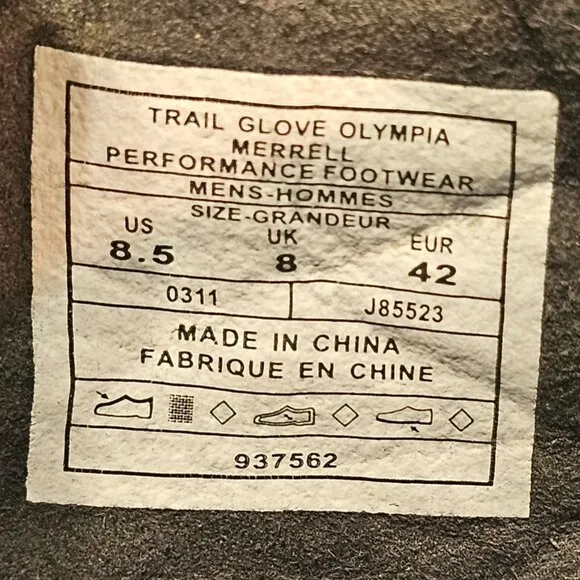 TRAIL GLOVE OLYMPIA
MERRELL
PERFORMANCE FOOTWEAR
MENS-HOMMES
SIZE-GRANDEUR
US UK EUR
8.5 8 42
0311 J85523
MADE IN CHINA
FABRIQUE EN CHINE
937562